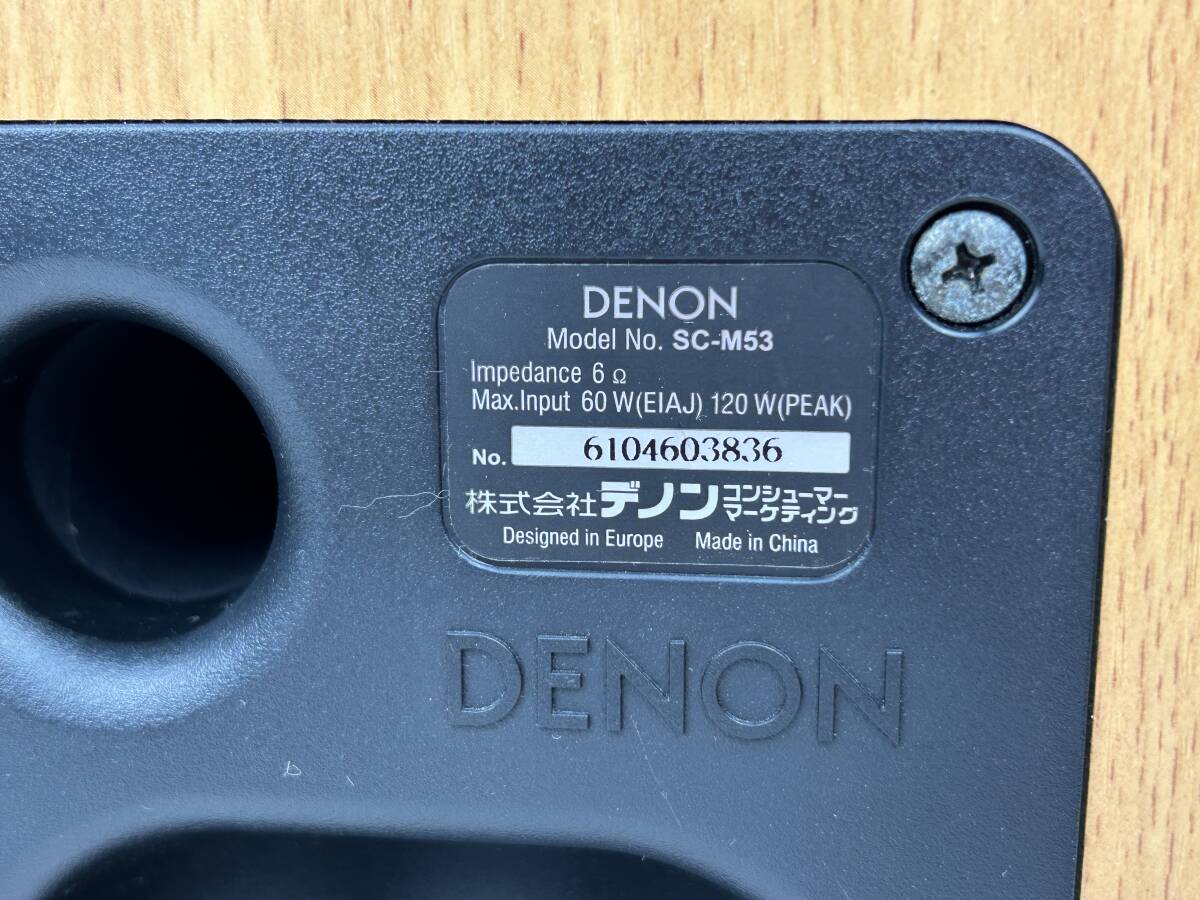 DENON
Model No. SC-M53
Impedance 6 Ω
Max.Input 60 W(EIAJ) 120 W(PEAK)
No. 6104603836
株式会社デノン コンシューマー
マーケティング
Designed in Europe Made in China
DENON